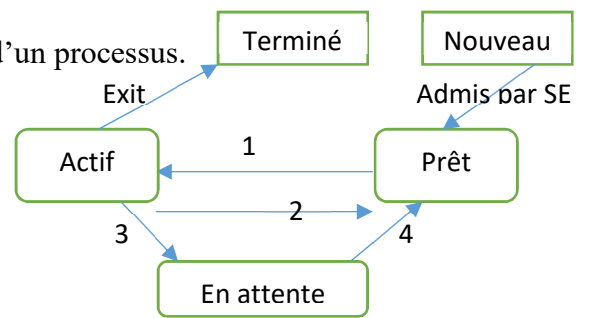 d'un processus.
Terminé
Nouveau
Exit
Admis par SE
Actif
1
Prêt
2
3
4
En attente